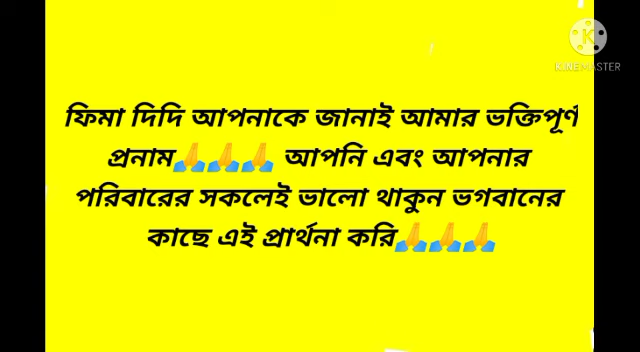 KINEMASTER
ফিমা দিদি আপনাকে জানাই আমার ভক্তিপূর্ণ
প্রনাম🙏🙏🙏 আপনি এবং আপনার
পরিবারের সকলেই ভালো থাকুন ভগবানের
কাছে এই প্রার্থনা করি🙏🙏🙏